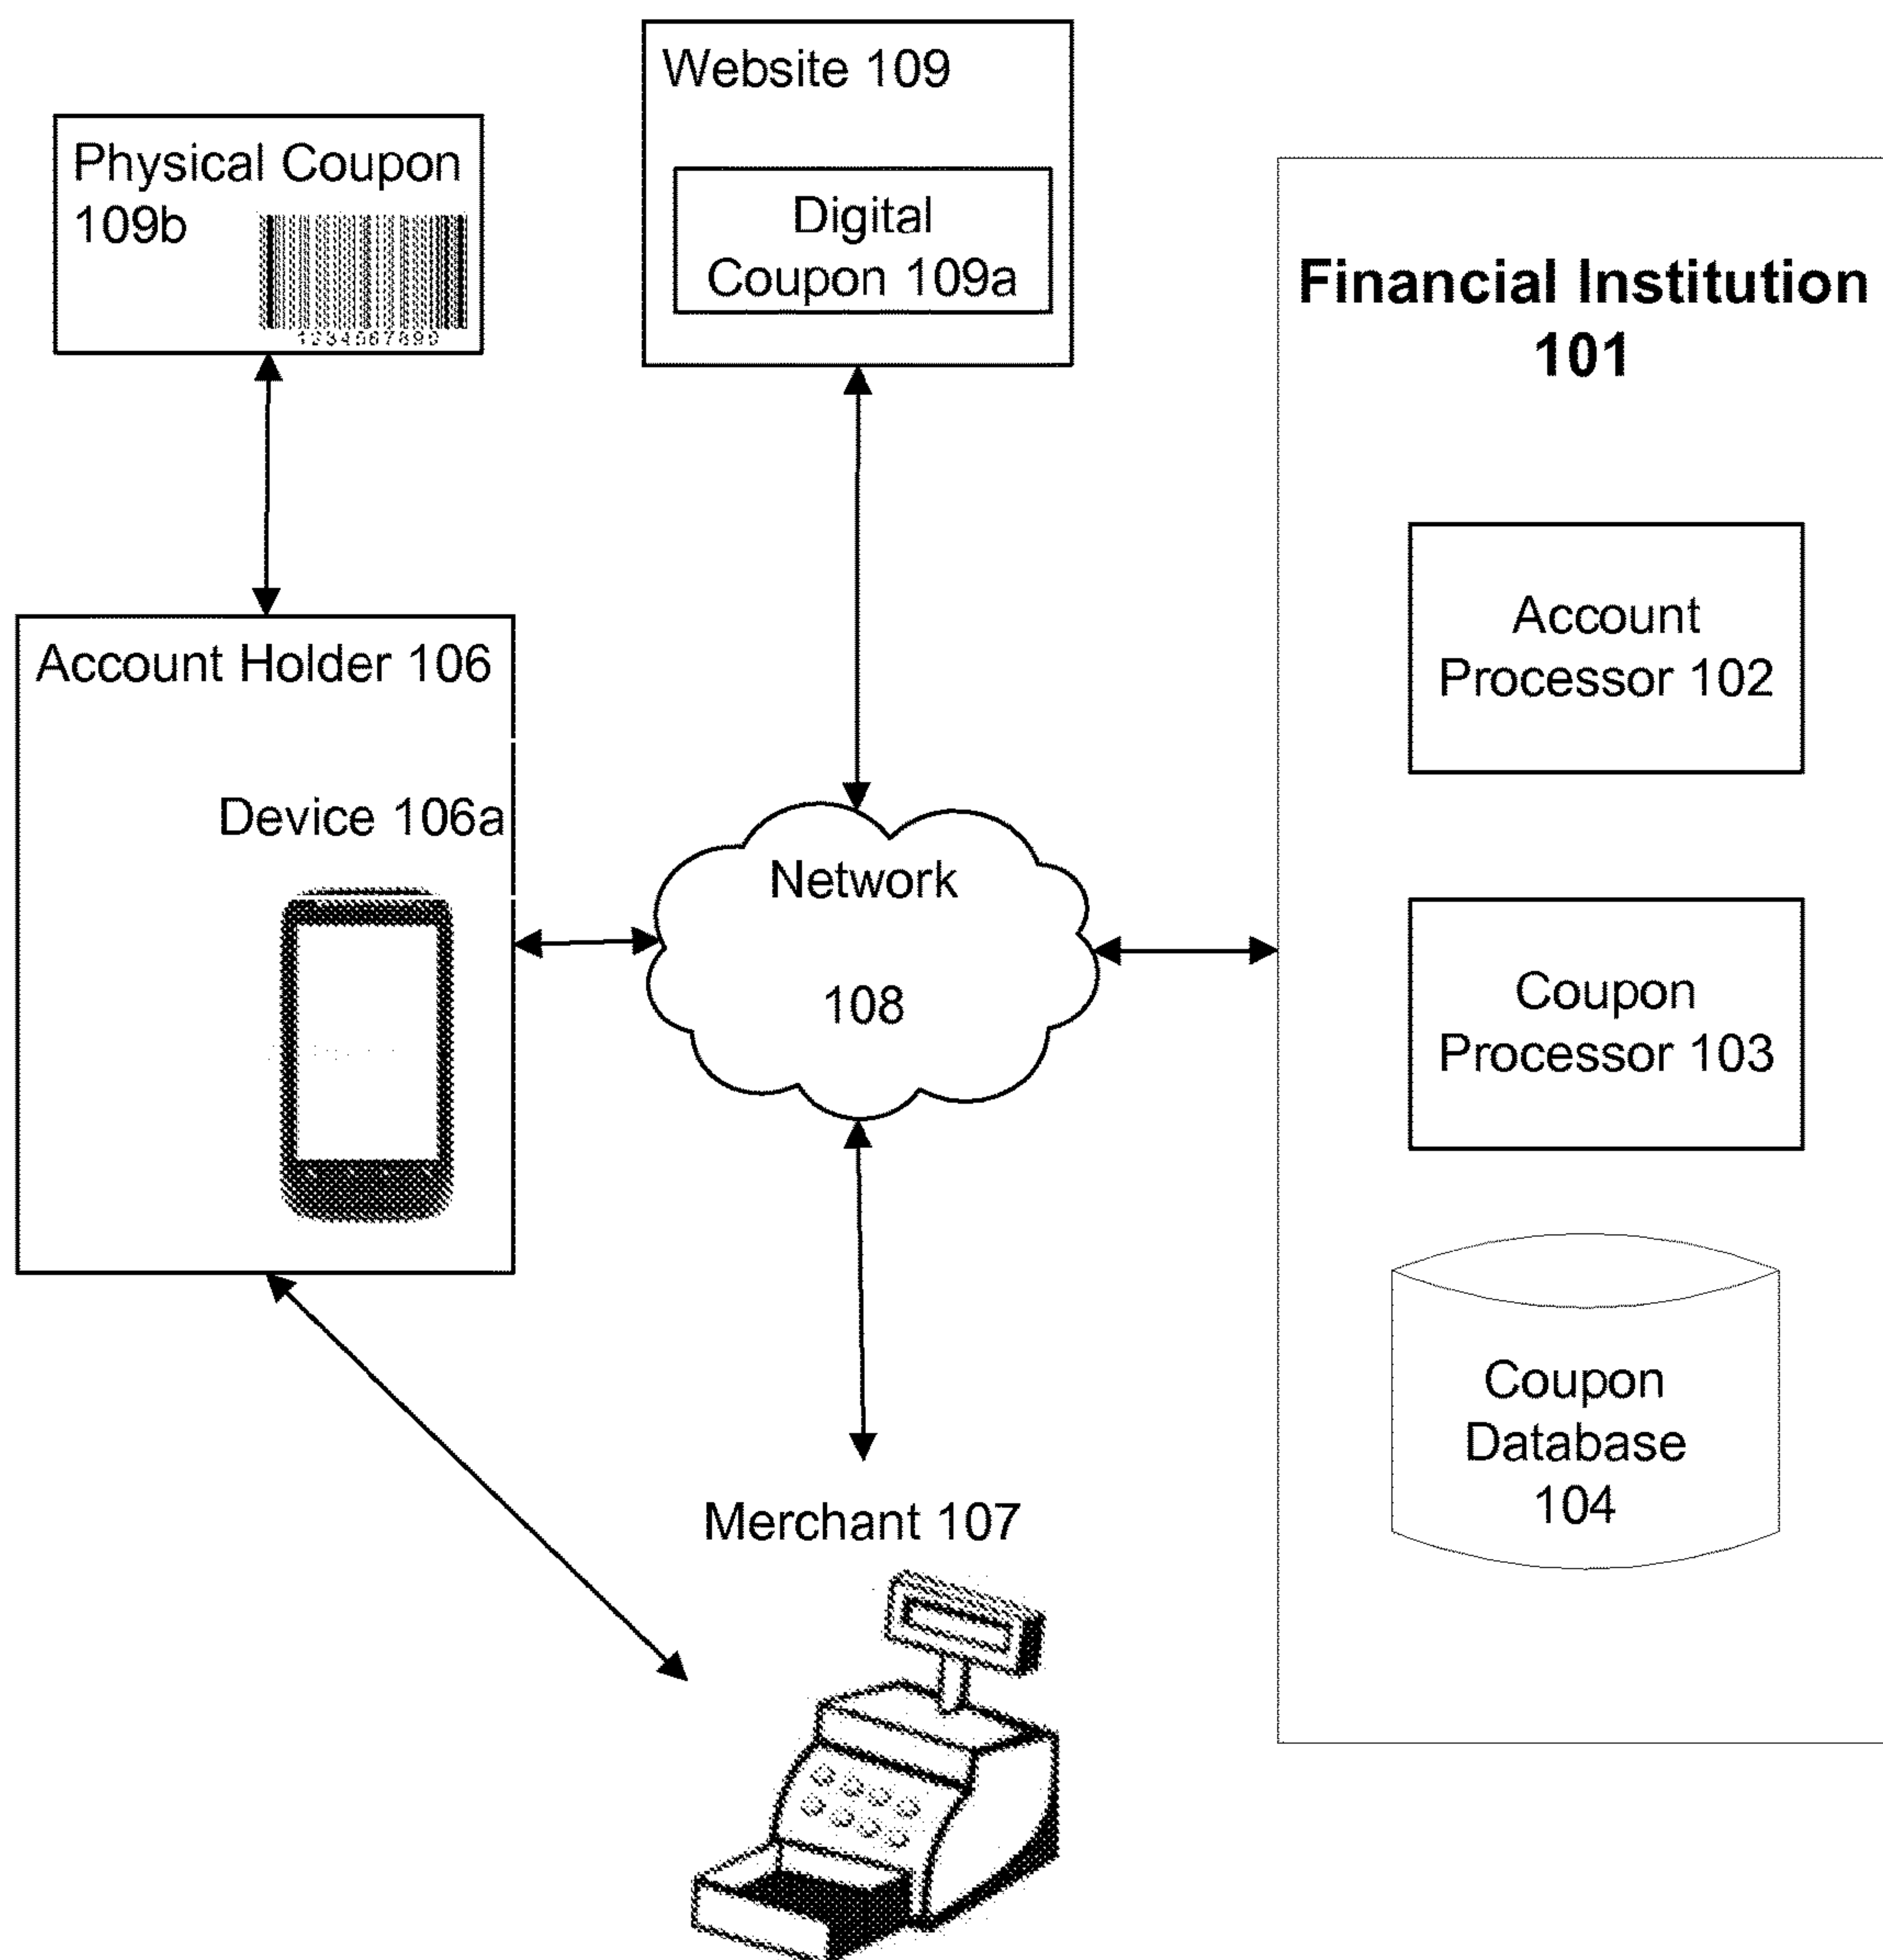 Website 109
Digital
Coupon 109a
Physical Coupon
109b
Financial Institution
101
Account
Processor 102
Coupon
Processor 103
Coupon
Database
104
Account Holder 106
Device 106a
Network
108
Merchant 107